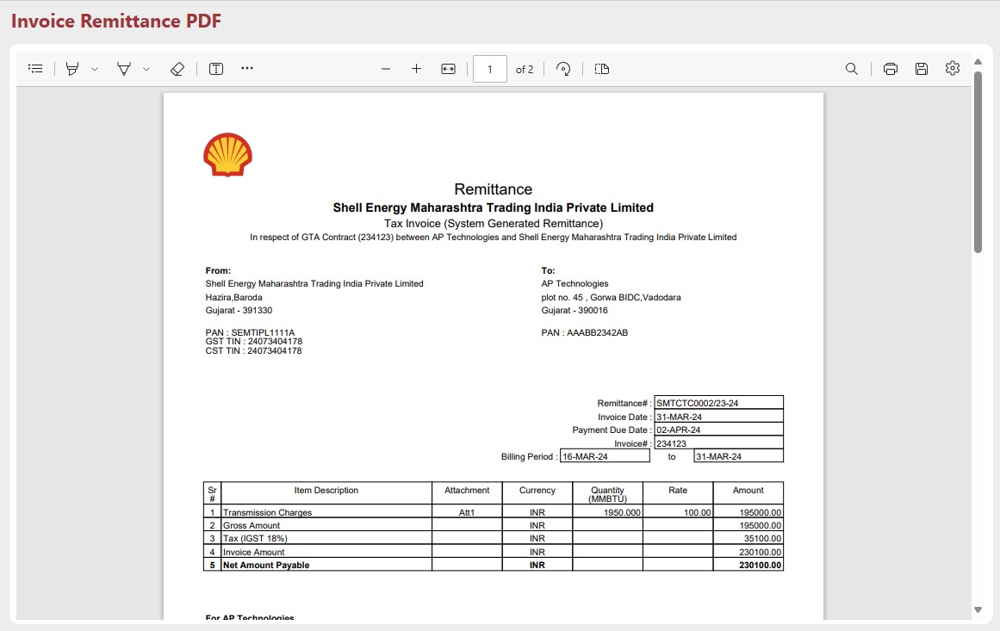 Invoice Remittance PDF
1 of 2
Remittance
Shell Energy Maharashtra Trading India Private Limited
Tax Invoice (System Generated Remittance)
In respect of GTA Contract (234123) between AP Technologies and Shell Energy Maharashtra Trading India Private Limited
From:
Shell Energy Maharashtra Trading India Private Limited
Hazira,Baroda
Gujarat - 391330
PAN : SEMTIPL1111A
GST TIN : 24073404178
CST TIN : 24073404178
To:
AP Technologies
plot no. 45 , Gorwa BIDC,Vadodara
Gujarat - 390016
PAN : AAABB2342AB
Remittance# : SMTCTC0002/23-24
Invoice Date : 31-MAR-24
Payment Due Date : 02-APR-24
Invoice# : 234123
Billing Period : 16-MAR-24 to 31-MAR-24
Sr # Item Description Attachment Currency Quantity (MMBTU) Rate Amount
1 Transmission Charges Att1 INR 1950.000 100.00 195000.00
2 Gross Amount INR 195000.00
3 Tax (IGST 18%) INR 35100.00
4 Invoice Amount INR 230100.00
5 Net Amount Payable INR 230100.00
For AP Technologies